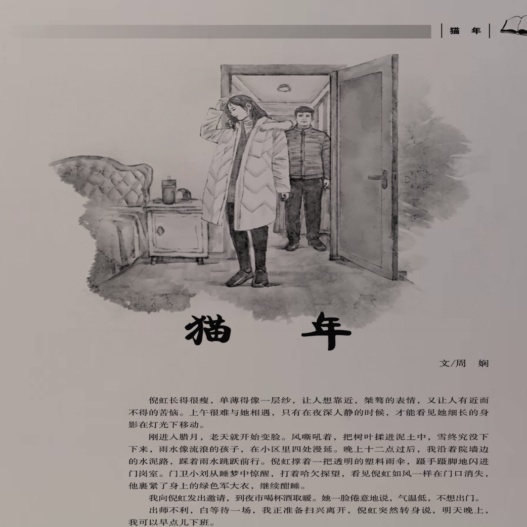 猫 年
猫 年
文/周 娴
倪虹长得很瘦，单薄得像一层纱，让人想靠近，桀骜的表情，又让人有近而
不得的苦恼。上午很难与她相遇，只有在夜深人静的时候，才能看见她细长的身
影在灯光下移动。
刚进入腊月，老天就开始变脸。风嘶吼着，把树叶揉进泥土中，雪终究没下
下来，雨水像流浪的孩子，在小区里四处漫延。晚上十二点过后，我沿着院墙边
的水泥路，踩着雨水跳跃前行。倪虹撑着一把透明的塑料雨伞，蹑手蹑脚地闪进
门岗室。门卫小刘从睡梦中惊醒，打着哈欠探望，看见倪虹如风一样在门口消失，
他裹紧了身上的绿色军大衣，继续酣睡。
我向倪虹发出邀请，到夜市喝杯酒取暖。她一脸倦意地说，气温低，不想出门。
出师不利，白等待一场，我正准备扫兴离开，倪虹突然转身说，明天晚上，
我可以早点儿下班。